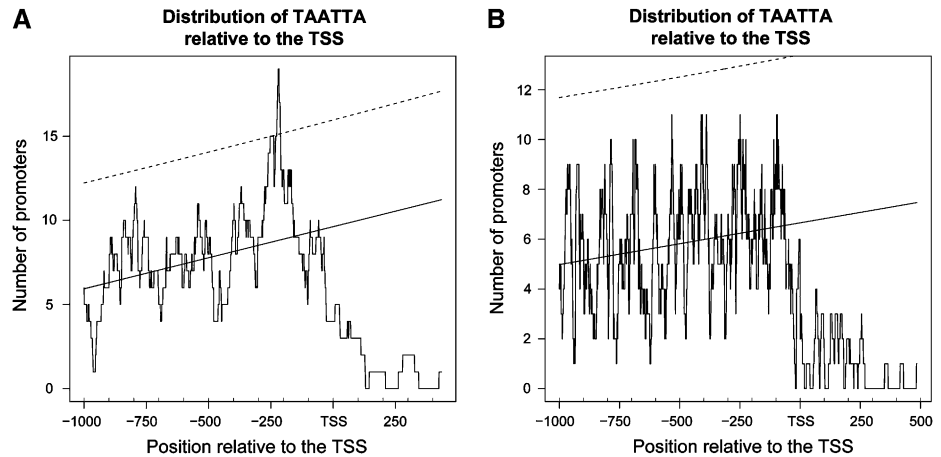 A
Distribution of TAATTA
relative to the TSS
Number of promoters
15
10
5
0
−1000 −750 −500 −250 TSS 250
Position relative to the TSS
B
Distribution of TAATTA
relative to the TSS
Number of promoters
12
10
8
6
4
2
0
−1000 −750 −500 −250 TSS 250 500
Position relative to the TSS